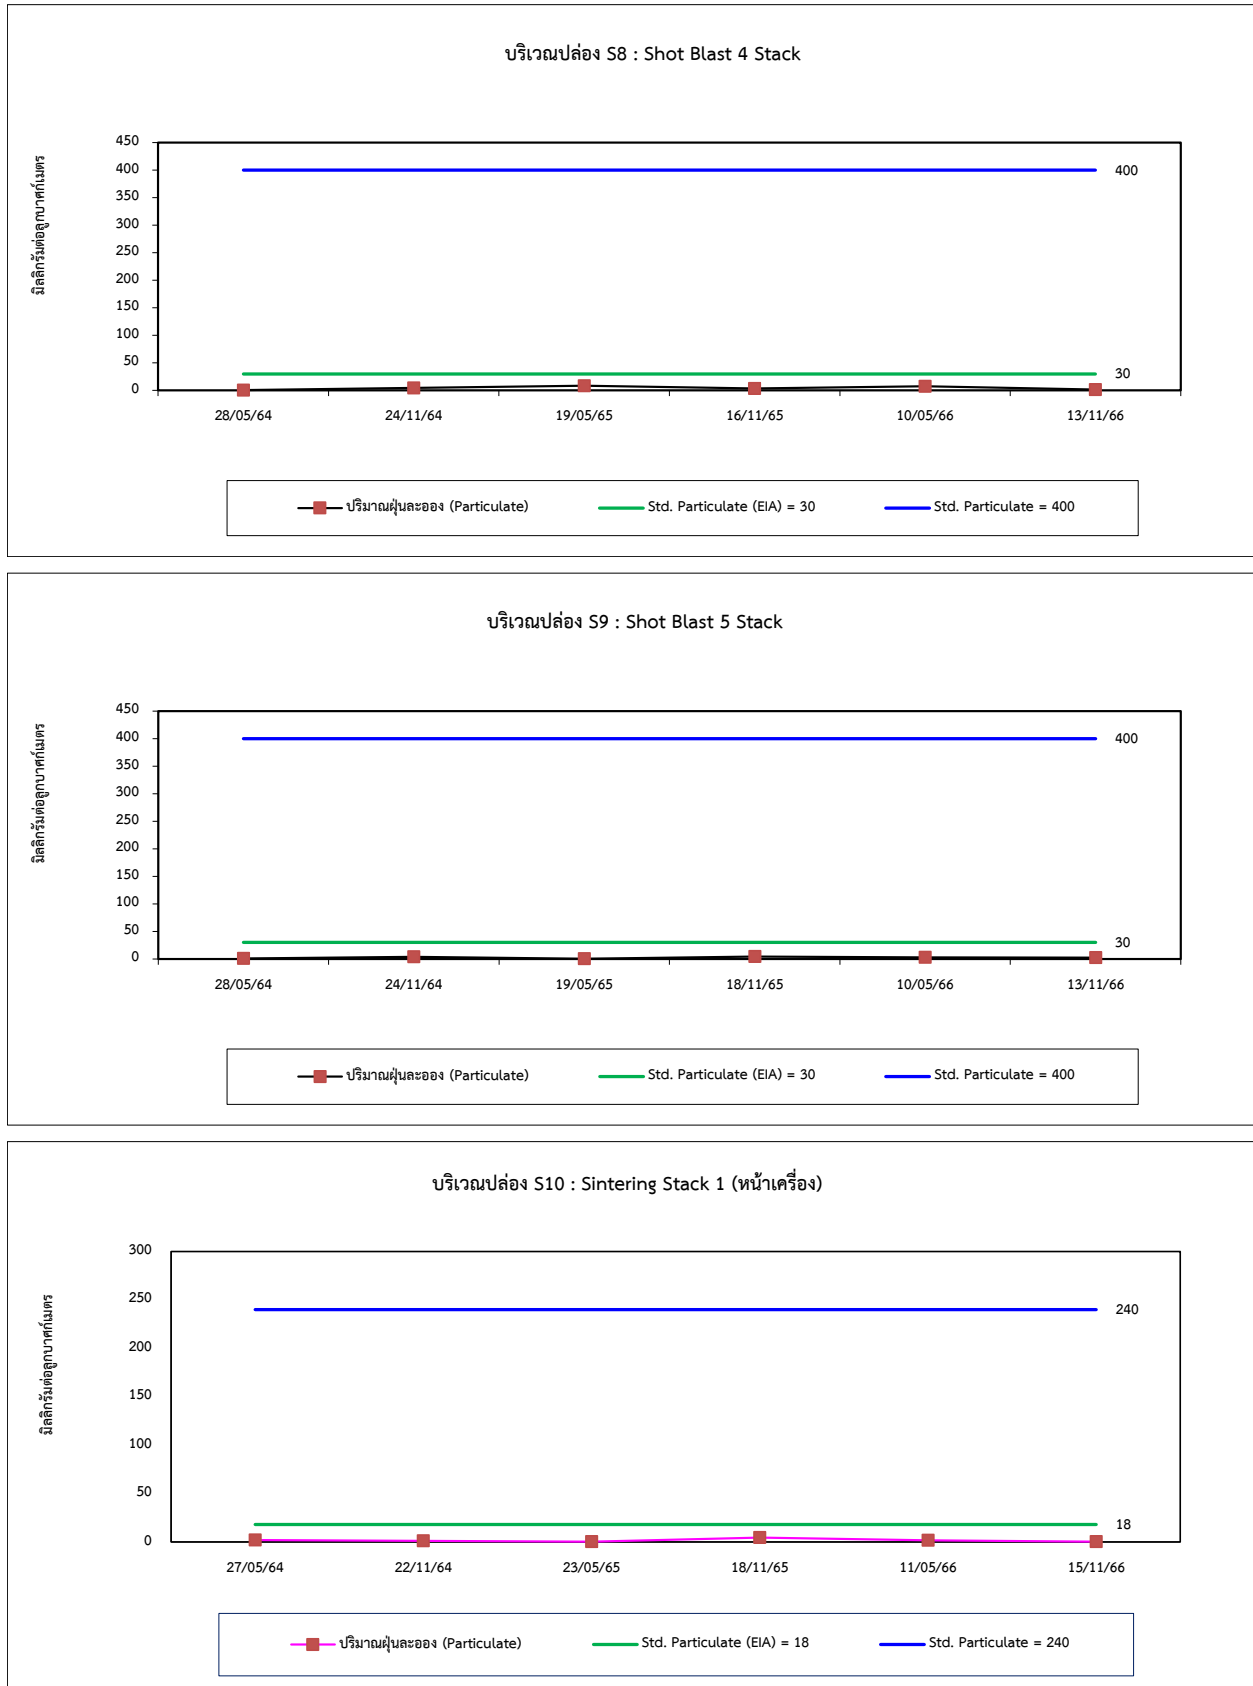 บริเวณปล่อง S8 : Shot Blast 4 Stack
มิลลิกรัมต่อลูกบาศก์เมตร
450
400
350
300
250
200
150
100
50
0
400
30
28/05/64 24/11/64 19/05/65 16/11/65 10/05/66 13/11/66
ปริมาณฝุ่นละออง (Particulate) Std. Particulate (EIA) = 30 Std. Particulate = 400
บริเวณปล่อง S9 : Shot Blast 5 Stack
มิลลิกรัมต่อลูกบาศก์เมตร
450
400
350
300
250
200
150
100
50
0
400
30
28/05/64 24/11/64 19/05/65 18/11/65 10/05/66 13/11/66
ปริมาณฝุ่นละออง (Particulate) Std. Particulate (EIA) = 30 Std. Particulate = 400
บริเวณปล่อง S10 : Sintering Stack 1 (หน้าเครื่อง)
มิลลิกรัมต่อลูกบาศก์เมตร
300
250
200
150
100
50
0
240
18
27/05/64 22/11/64 23/05/65 18/11/65 11/05/66 15/11/66
ปริมาณฝุ่นละออง (Particulate) Std. Particulate (EIA) = 18 Std. Particulate = 240